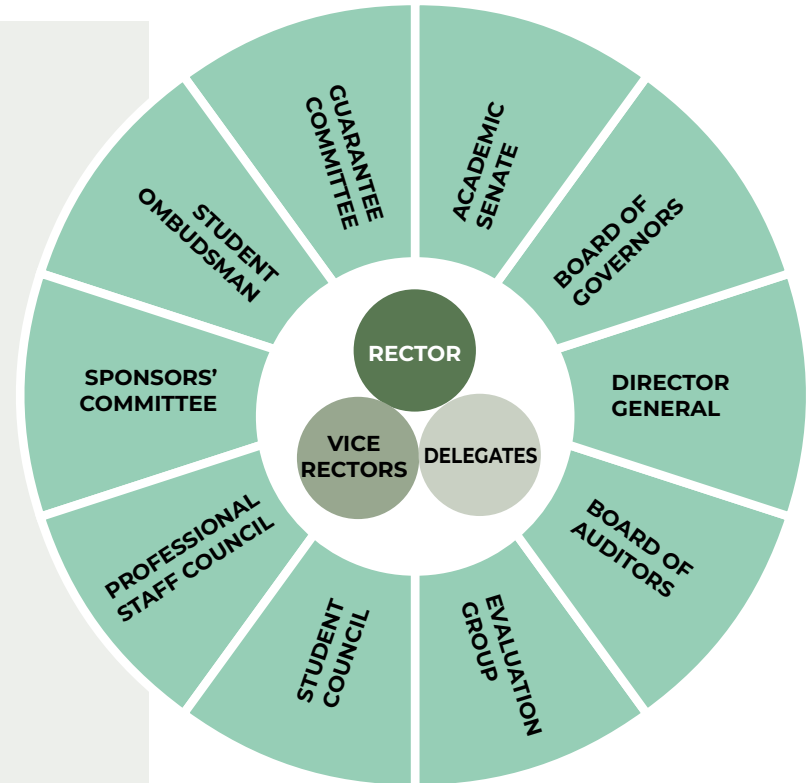 GUARANTEE
COMMITTEE
ACADEMIC
SENATE
BOARD OF
GOVERNORS
DIRECTOR
GENERAL
BOARD OF
AUDITORS
EVALUATION
GROUP
STUDENT
COUNCIL
PROFESSIONAL
STAFF COUNCIL
SPONSORS’
COMMITTEE
STUDENT
OMBUDSMAN
RECTOR
VICE
RECTORS
DELEGATES